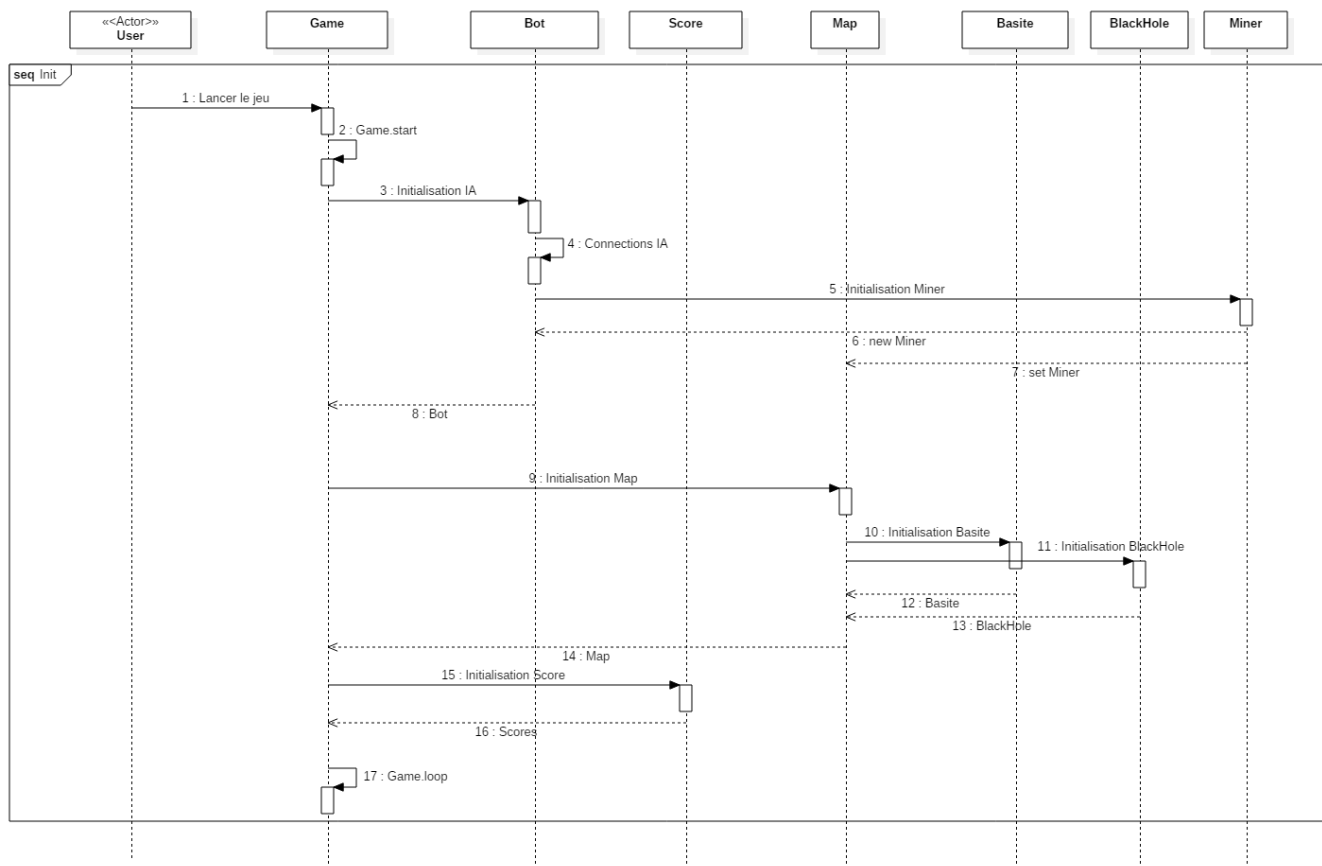 «<Actor>»
User
Game
Bot
Score
Map
Basite
BlackHole
Miner
seq Init
1 : Lancer le jeu
2 : Game.start
3 : Initialisation IA
4 : Connections IA
5 : Initialisation Miner
6 : new Miner
7 : set Miner
8 : Bot
9 : Initialisation Map
10 : Initialisation Basite
11 : Initialisation BlackHole
12 : Basite
13 : BlackHole
14 : Map
15 : Initialisation Score
16 : Scores
17 : Game.loop